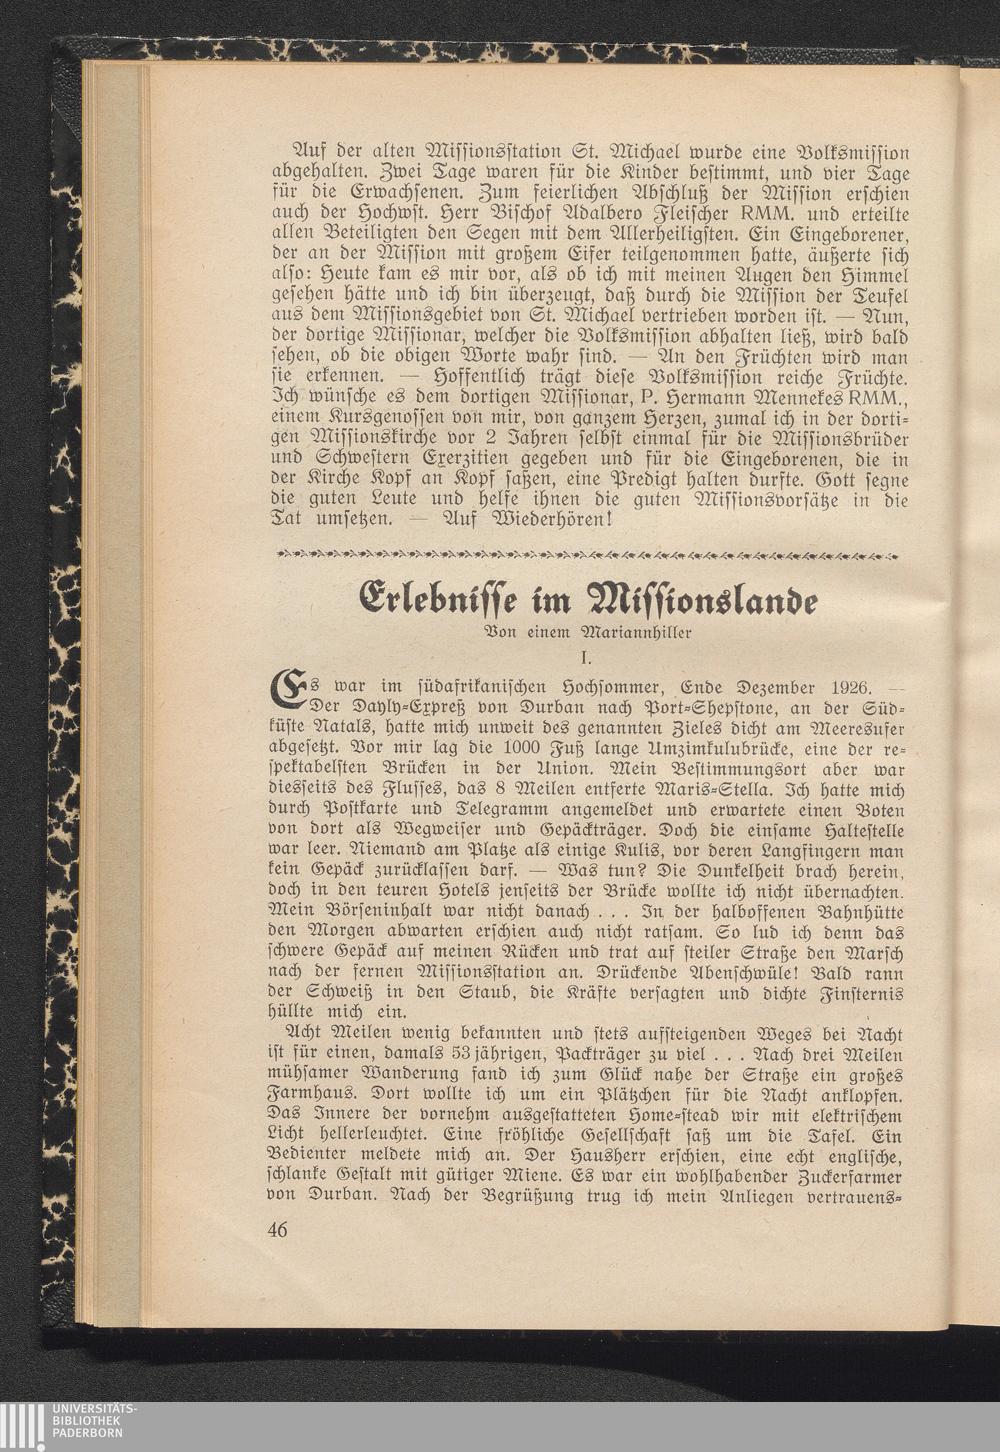 Auf der alten Missionsstation St. Michael wurde eine Volksmission
abgehalten. Zwei Tage waren für die Kinder bestimmt, und vier Tage
für die Erwachsenen. Zum feierlichen Abschluß der Mission erschien
auch der Hochwst. Herr Bischof Adalbero Fleischer RMM. und erteilte
allen Beteiligten den Segen mit dem Allerheiligsten. Ein Eingeborener,
der an der Mission mit großem Eifer teilgenommen hatte, äußerte sich
also: Heute kam es mir vor, als ob ich mit meinen Augen den Himmel
gesehen hätte und ich bin überzeugt, daß durch die Mission der Teufel
aus dem Missionsgebiet von St. Michael vertrieben worden ist. — Nun,
der dortige Missionar, welcher die Volksmission abhalten ließ, wird bald
sehen, ob die obigen Worte wahr sind. — An den Früchten wird man
sie erkennen. — Hoffentlich trägt diese Volksmission reiche Früchte.
Ich wünsche es dem dortigen Missionar, P. Hermann Mennekes RMM.,
einem Kursgenossen von mir, von ganzem Herzen, zumal ich in der dorti-
gen Missionskirche vor 2 Jahren selbst einmal für die Missionsbrüder
und Schwestern Exerzitien gegeben und für die Eingeborenen, die in
der Kirche Kopf an Kopf saßen, eine Predigt halten durfte. Gott segne
die guten Leute und helfe ihnen die guten Missionsvorsätze in die
Tat umsetzen. — Auf Wiederhören!
Erlebnisse im Missionslande
Von einem Mariannhiller
I.
Es war im südafrikanischen Hochsommer, Ende Dezember 1926. —
Der Dayly-Expreß von Durban nach Port-Shepstone, an der Süd-
küste Natals, hatte mich unweit des genannten Zieles dicht am Meeresufer
abgesetzt. Vor mir lag die 1000 Fuß lange Umzimkulubrücke, eine der re-
spektabelsten Brücken in der Union. Mein Bestimmungsort aber war
diesseits des Flusses, das 8 Meilen entferte Maris-Stella. Ich hatte mich
durch Postkarte und Telegramm angemeldet und erwartete einen Boten
von dort als Wegweiser und Gepäckträger. Doch die einsame Haltestelle
war leer. Niemand am Platze als einige Kulis, vor deren Langfingern man
kein Gepäck zurücklassen darf. — Was tun? Die Dunkelheit brach herein,
doch in den teuren Hotels jenseits der Brücke wollte ich nicht übernachten.
Mein Börseninhalt war nicht danach . . . In der halboffenen Bahnhütte
den Morgen abwarten erschien auch nicht ratsam. So lud ich denn das
schwere Gepäck auf meinen Rücken und trat auf steiler Straße den Marsch
nach der fernen Missionsstation an. Drückende Abenschwüle! Bald rann
der Schweiß in den Staub, die Kräfte versagten und dichte Finsternis
hüllte mich ein.
Acht Meilen wenig bekannten und stets aufsteigenden Weges bei Nacht
ist für einen, damals 53jährigen, Packträger zu viel . . . Nach drei Meilen
mühsamer Wanderung fand ich zum Glück nahe der Straße ein großes
Farmhaus. Dort wollte ich um ein Plätzchen für die Nacht anklopfen.
Das Innere der vornehm ausgestatteten Home-stead wir mit elektrischem
Licht hellerleuchtet. Eine fröhliche Gesellschaft saß um die Tafel. Ein
Bedienter meldete mich an. Der Hausherr erschien, eine echt englische,
schlanke Gestalt mit gütiger Miene. Es war ein wohlhabender Zuckerfarmer
von Durban. Nach der Begrüßung trug ich mein Anliegen vertrauens-
46
UNIVERSITÄTS-
BIBLIOTHEK
PADERBORN